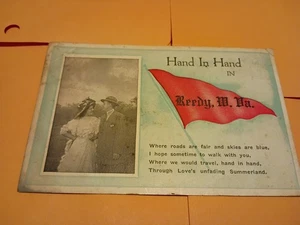 Hand In Hand
IN
Reedy, W. Va.
Where roads are fair and skies are blue,
I hope sometime to walk with you,
Where we would travel, hand in hand,
Through Love's unfading Summerland.